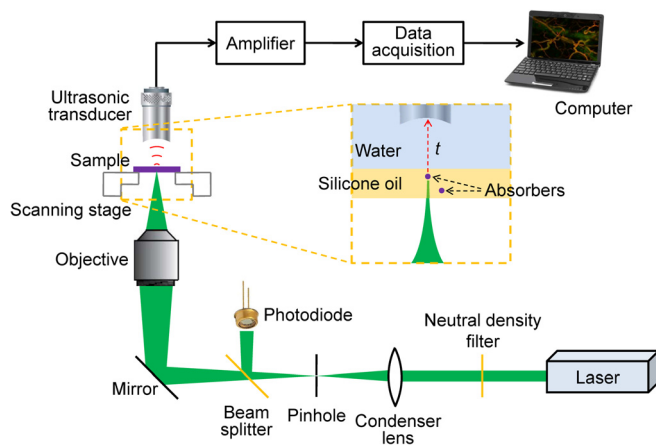 Amplifier
Data
acquisition
Computer
Ultrasonic
transducer
Sample
Scanning stage
Objective
Water
t
Silicone oil
Absorbers
Photodiode
Neutral density
filter
Laser
Mirror
Beam
splitter
Pinhole
Condenser
lens